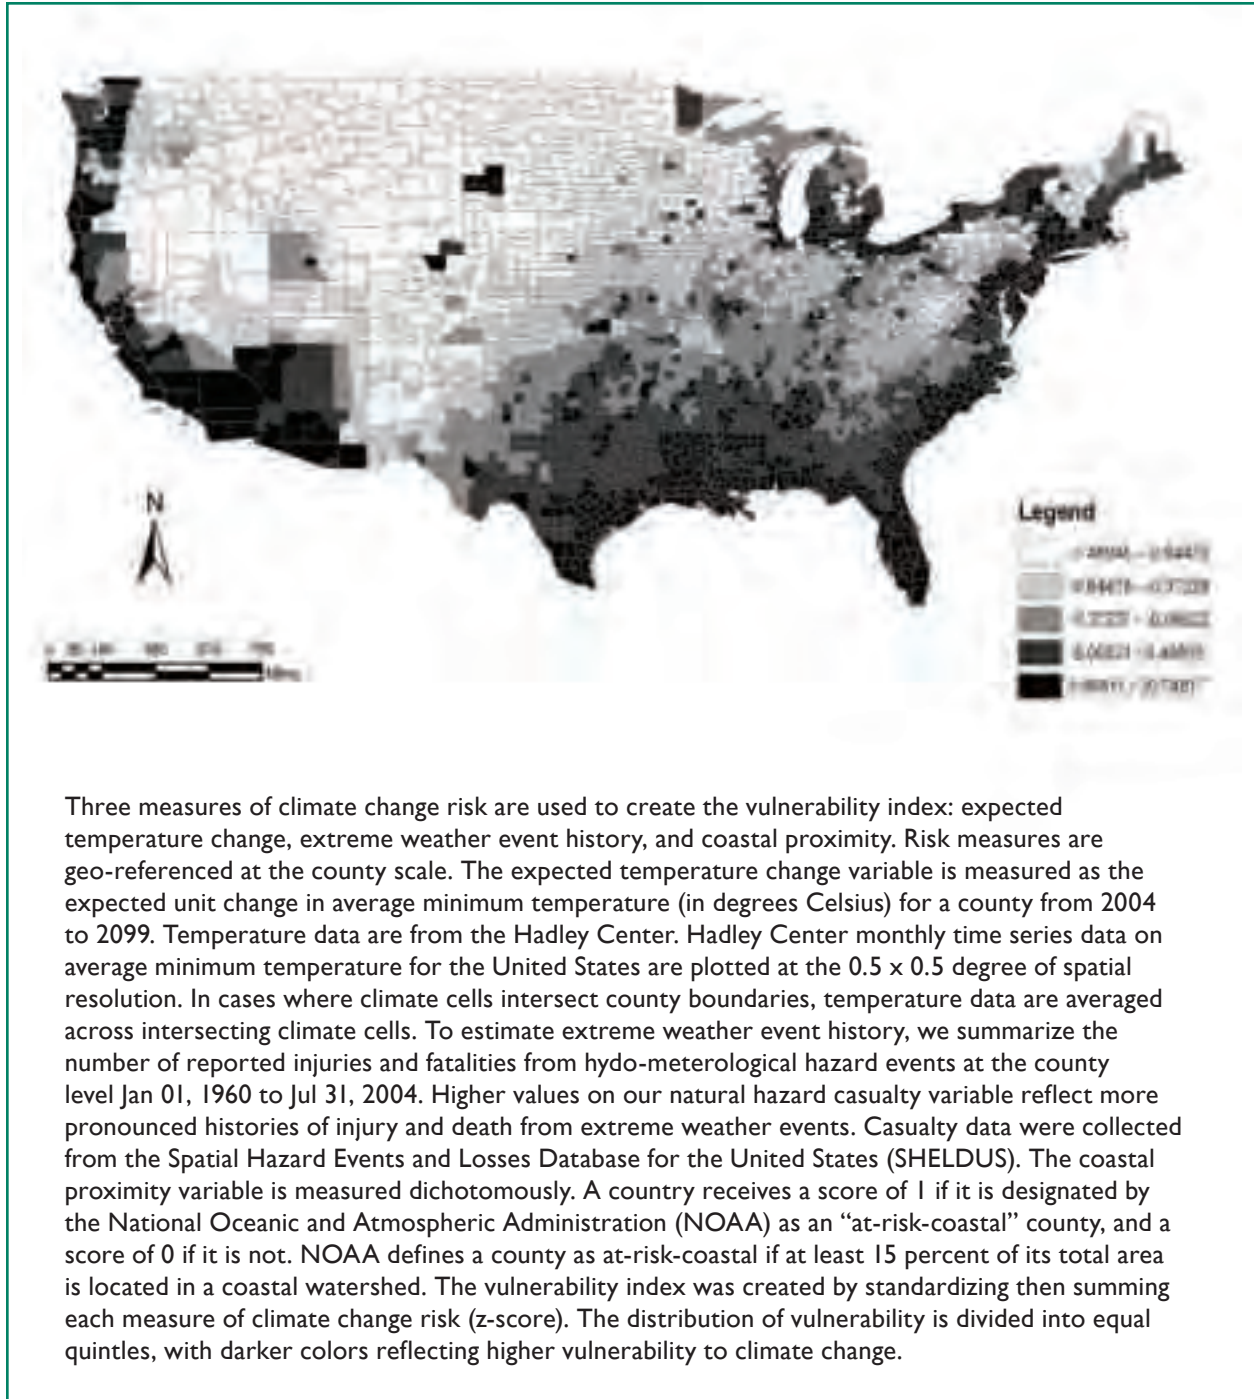 N
Legend
Three measures of climate change risk are used to create the vulnerability index: expected
temperature change, extreme weather event history, and coastal proximity. Risk measures are
geo-referenced at the county scale. The expected temperature change variable is measured as the
expected unit change in average minimum temperature (in degrees Celsius) for a county from 2004
to 2099. Temperature data are from the Hadley Center. Hadley Center monthly time series data on
average minimum temperature for the United States are plotted at the 0.5 x 0.5 degree of spatial
resolution. In cases where climate cells intersect county boundaries, temperature data are averaged
across intersecting climate cells. To estimate extreme weather event history, we summarize the
number of reported injuries and fatalities from hydo-meterological hazard events at the county
level Jan 01, 1960 to Jul 31, 2004. Higher values on our natural hazard casualty variable reflect more
pronounced histories of injury and death from extreme weather events. Casualty data were collected
from the Spatial Hazard Events and Losses Database for the United States (SHELDUS). The coastal
proximity variable is measured dichotomously. A country receives a score of 1 if it is designated by
the National Oceanic and Atmospheric Administration (NOAA) as an “at-risk-coastal” county, and a
score of 0 if it is not. NOAA defines a county as at-risk-coastal if at least 15 percent of its total area
is located in a coastal watershed. The vulnerability index was created by standardizing then summing
each measure of climate change risk (z-score). The distribution of vulnerability is divided into equal
quintles, with darker colors reflecting higher vulnerability to climate change.